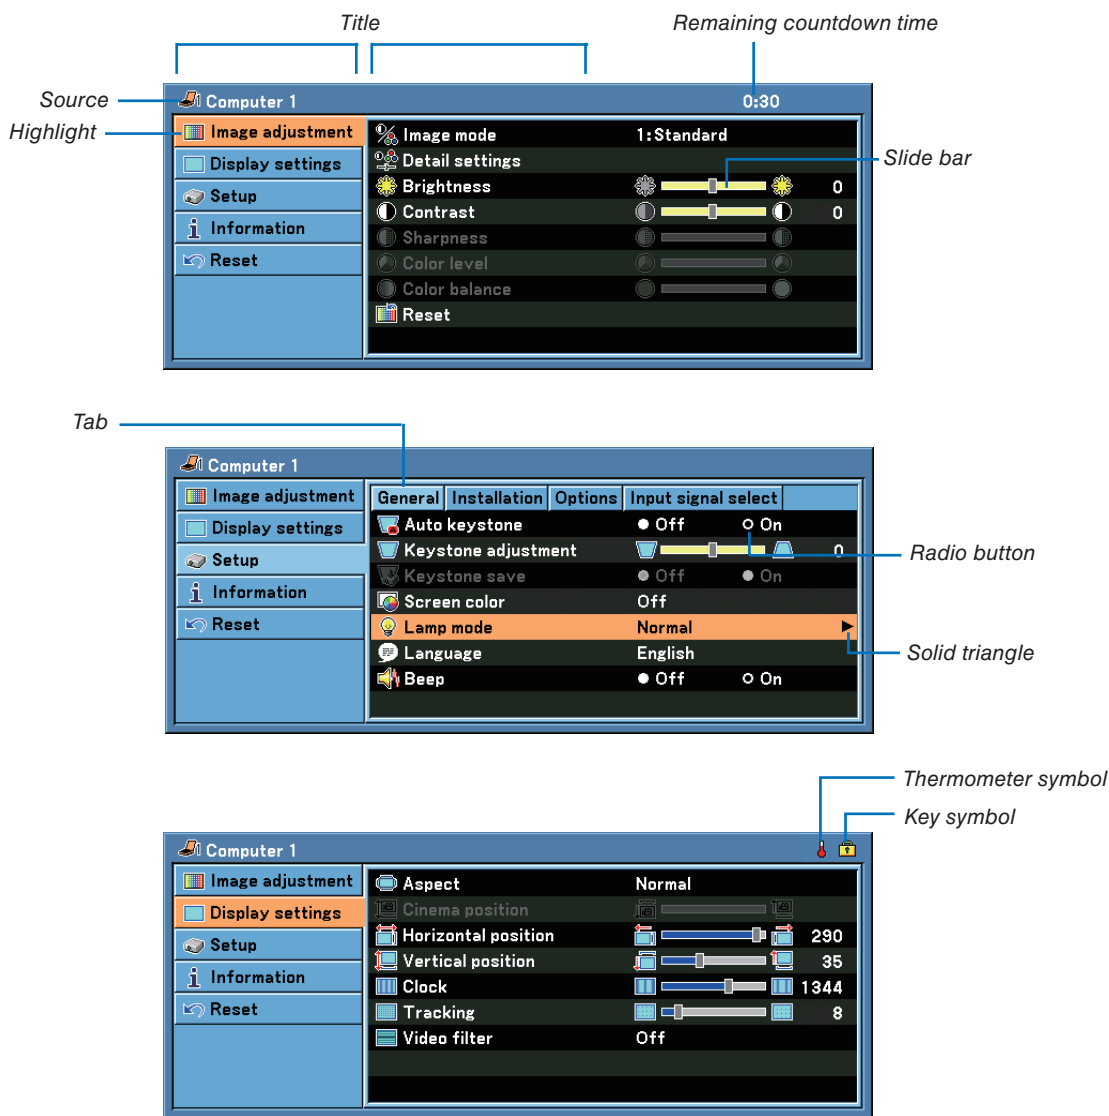 Title
Remaining countdown time
Source
Computer 1
0:30
Highlight
Image adjustment
Image mode
1:Standard
Display settings
Detail settings
Slide bar
Setup
Brightness
0
Information
Contrast
0
Reset
Sharpness
Color level
Color balance
Reset
Tab
Computer 1
Image adjustment
General
Installation
Options
Input signal select
Display settings
Auto keystone
Off
On
Setup
Keystone adjustment
0
Radio button
Information
Keystone save
Off
On
Reset
Screen color
Off
Lamp mode
Normal
Solid triangle
Language
English
Beep
Off
On
Thermometer symbol
Key symbol
Computer 1
Image adjustment
Aspect
Normal
Display settings
Cinema position
Setup
Horizontal position
290
Information
Vertical position
35
Reset
Clock
1344
Tracking
8
Video filter
Off